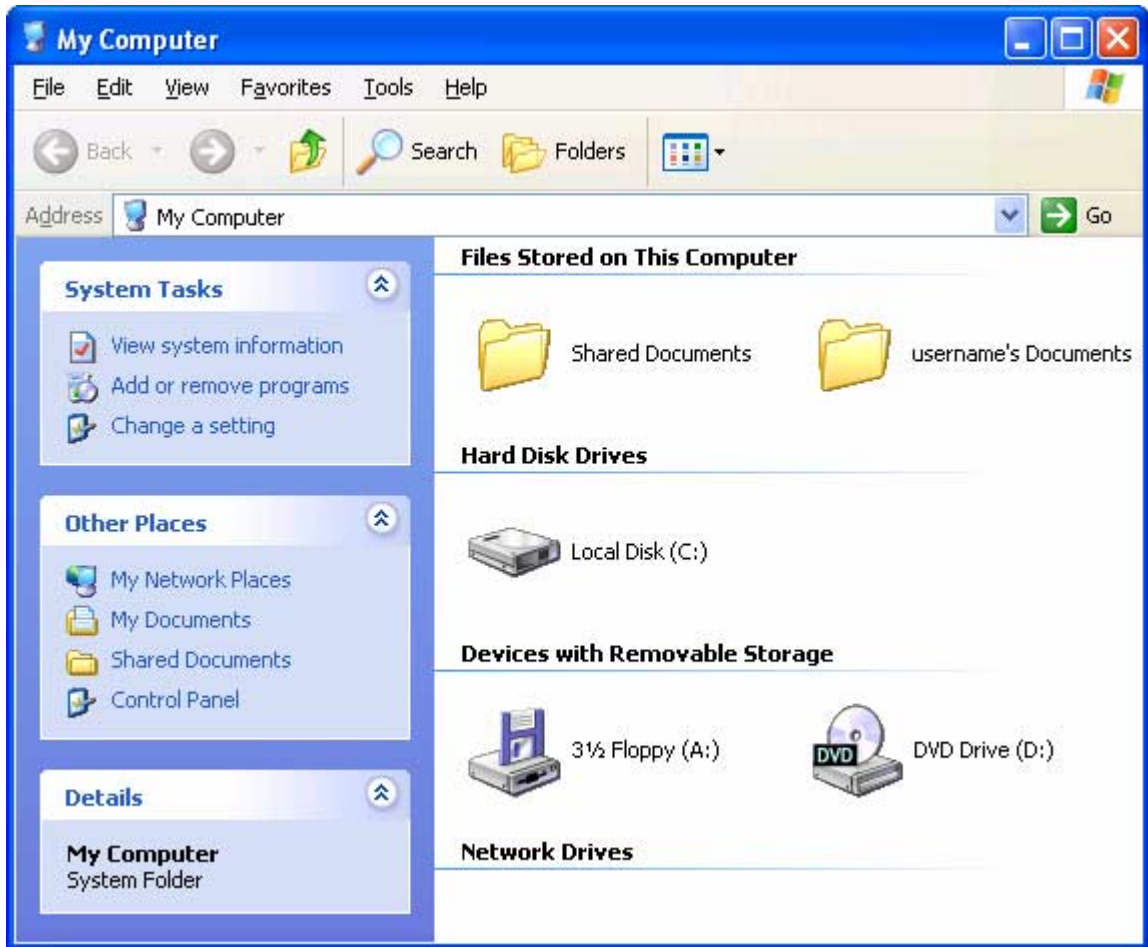 My Computer
File Edit View Favorites Tools Help
Back Search Folders
Address My Computer Go
System Tasks
View system information
Add or remove programs
Change a setting
Other Places
My Network Places
My Documents
Shared Documents
Control Panel
Details
My Computer
System Folder
Files Stored on This Computer
Shared Documents username's Documents
Hard Disk Drives
Local Disk (C:)
Devices with Removable Storage
3½ Floppy (A:) DVD DVD Drive (D:)
Network Drives